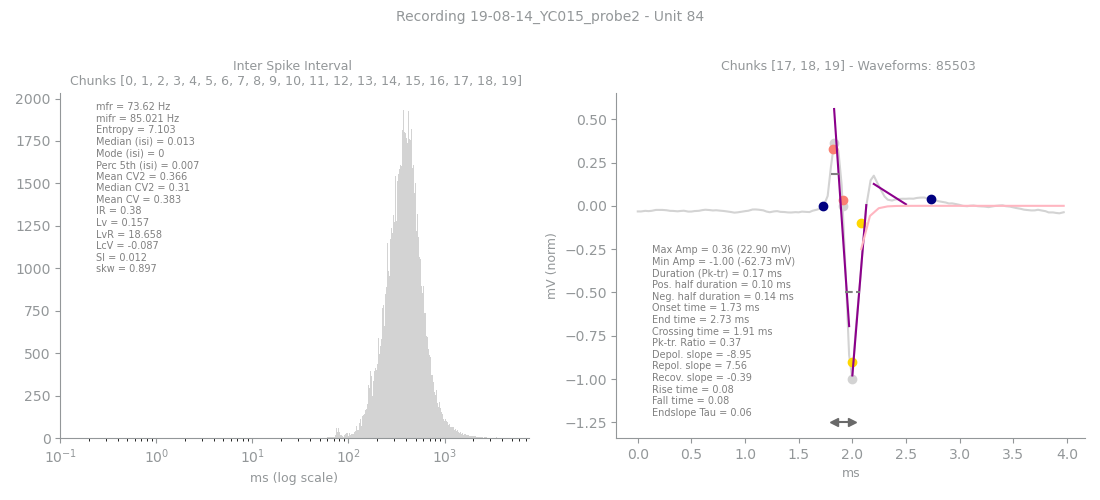 Recording 19-08-14_YC015_probe2 - Unit 84
Inter Spike Interval
Chunks [0, 1, 2, 3, 4, 5, 6, 7, 8, 9, 10, 11, 12, 13, 14, 15, 16, 17, 18, 19]
2000
1750
1500
1250
1000
750
500
250
0
mfr = 73.62 Hz
mifr = 85.021 Hz
Entropy = 7.103
Median (isi) = 0.013
Mode (isi) = 0
Perc 5th (isi) = 0.007
Mean CV2 = 0.366
Median CV2 = 0.31
Mean CV = 0.383
IR = 0.38
Lv = 0.157
LvR = 18.658
LcV = -0.087
SI = 0.012
skw = 0.897
10⁻¹ 10⁰ 10¹ 10² 10³
ms (log scale)
Chunks [17, 18, 19] - Waveforms: 85503
mV (norm)
0.50
0.25
0.00
−0.25
−0.50
−0.75
−1.00
−1.25
Max Amp = 0.36 (22.90 mV)
Min Amp = -1.00 (-62.73 mV)
Duration (Pk-tr) = 0.17 ms
Pos. half duration = 0.10 ms
Neg. half duration = 0.14 ms
Onset time = 1.73 ms
End time = 2.73 ms
Crossing time = 1.91 ms
Pk-tr. Ratio = 0.37
Depol. slope = -8.95
Repol. slope = 7.56
Recov. slope = -0.39
Rise time = 0.08
Fall time = 0.08
Endslope Tau = 0.06
0.0 0.5 1.0 1.5 2.0 2.5 3.0 3.5 4.0
ms